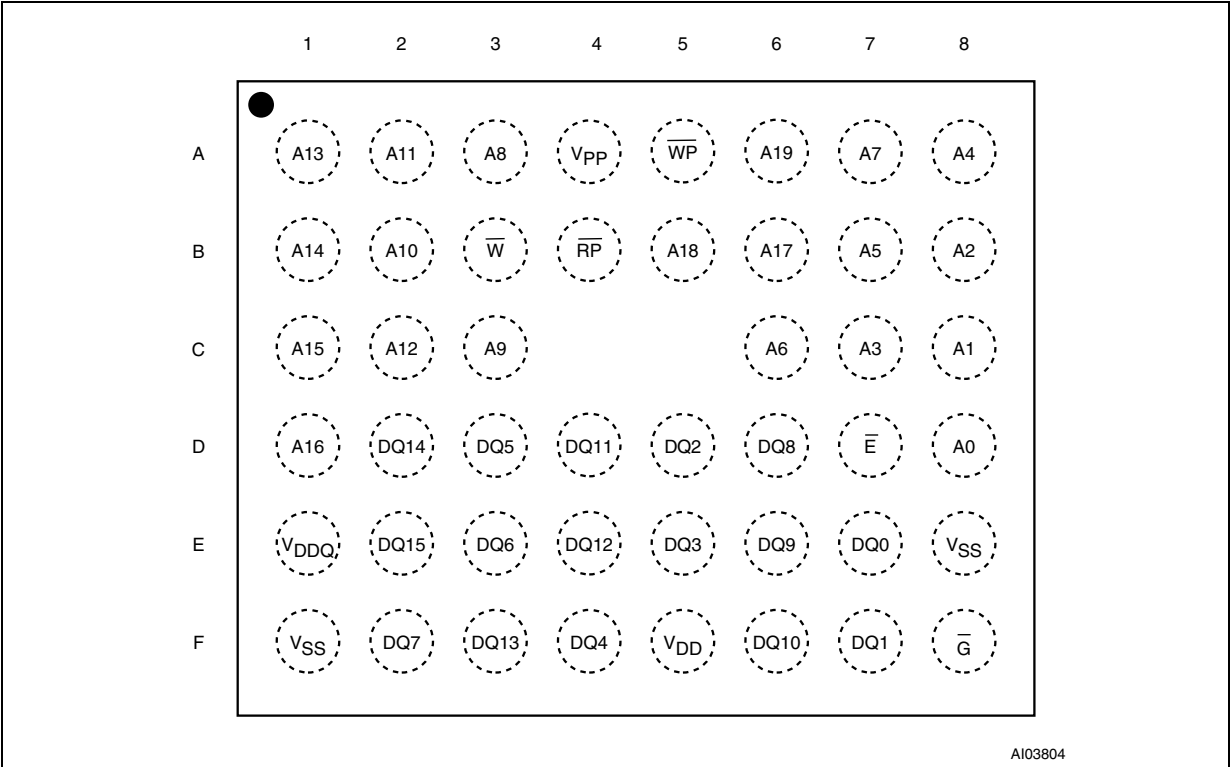 1 2 3 4 5 6 7 8
A A13 A11 A8 VPP W̅P̅ A19 A7 A4
B A14 A10 W̅ R̅P̅ A18 A17 A5 A2
C A15 A12 A9 A6 A3 A1
D A16 DQ14 DQ5 DQ11 DQ2 DQ8 E̅ A0
E VDDQ DQ15 DQ6 DQ12 DQ3 DQ9 DQ0 VSS
F VSS DQ7 DQ13 DQ4 VDD DQ10 DQ1 G̅
AI03804